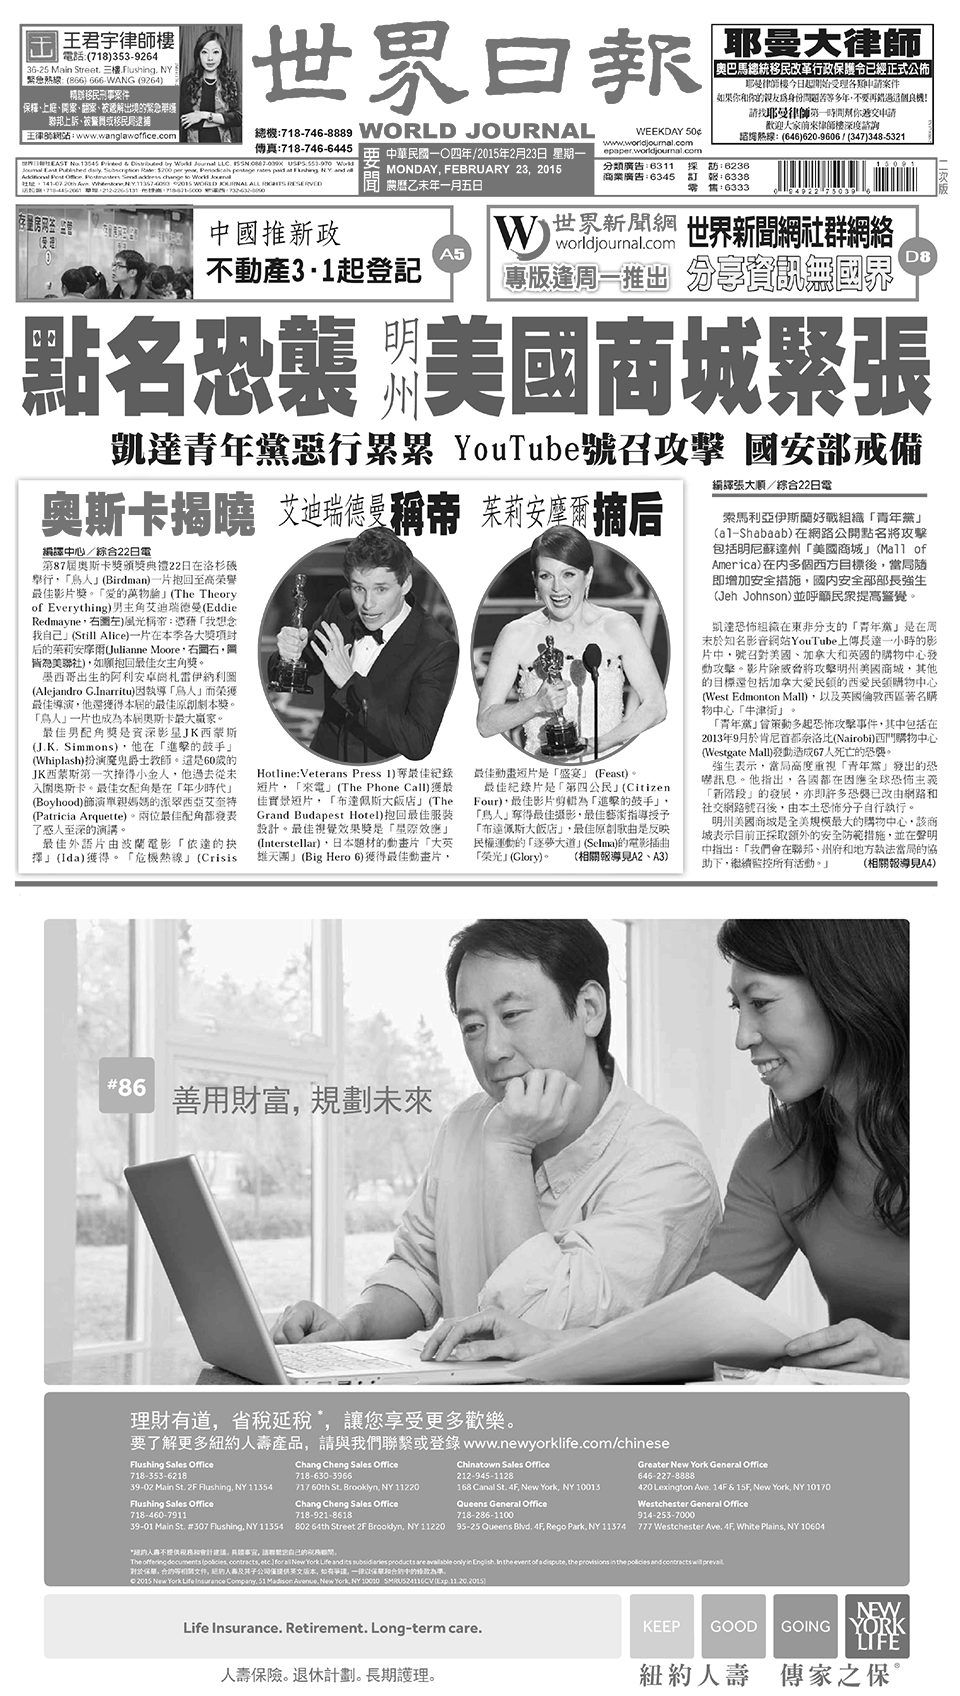 王君宇律師樓
電話:(718)353-9264
36-25 Main Street, 三樓,Flushing, NY
緊急熱線: (866) 666-WANG (9264)
精辦移民刑事案件
王律師網站:www.wanglawoffice.com
世界日報
WORLD JOURNAL
總機:718-746-8889
傳真:718-746-6445
WEEKDAY 50¢
www.worldjournal.com
epaper.worldjournal.com
耶曼大律師
奧巴馬總統移民改革行政保護令已經正式公佈
耶曼律師樓今日起開始受理各類申請案件
如果你和你的親友為身份問題苦等多年,不要再錯過這個良機!
請找耶曼律師第一時間幫你遞交申請
歡迎大家前來律師樓深度諮詢
諮詢熱線: (646)620-9606 / (347)348-5321
要聞
中華民國一〇四年/2015年2月23日 星期一
MONDAY, FEBRUARY 23, 2015
農曆乙未年一月五日
分類廣告:6311 採訪:6236
商業廣告:6345 訂報:6338
零售:6333
二次版
中國推新政
不動產3·1起登記
A5
世界新聞網
worldjournal.com
專版逢周一推出
世界新聞網社群網絡
分享資訊無國界
D8
點名恐襲 明州美國商城緊張
凱達青年黨惡行累累 YouTube號召攻擊 國安部戒備
奧斯卡揭曉 艾迪瑞德曼稱帝 茱莉安摩爾摘后
編譯中心／綜合22日電
第87屆奧斯卡獎頒獎典禮22日在洛杉磯
舉行,「鳥人」(Birdman)一片抱回至高榮譽
最佳影片獎。「愛的萬物論」(The Theory
of Everything)男主角艾迪瑞德曼(Eddie
Redmayne,右圖左)風光稱帝;憑藉「我想念
我自己」(Still Alice)一片在本季各大獎項封
后的茱莉安摩爾(Julianne Moore,右圖右,圖
皆為美聯社),如願抱回最佳女主角獎。
墨西哥出生的阿利安卓崗札雷伊納利圖
(Alejandro G.Inarritu)因執導「鳥人」而榮獲
最佳導演,他還獲得本屆的最佳原創劇本獎。
「鳥人」一片也成為本屆奧斯卡最大贏家。
最佳男配角獎是資深影星JK西蒙斯
(J.K. Simmons),他在「進擊的鼓手」
(Whiplash)扮演魔鬼爵士教師。這是60歲的
JK西蒙斯第一次捧得小金人,他過去從未
入圍奧斯卡。最佳女配角是在「年少時代」
(Boyhood)飾演單親媽媽的派翠西亞艾奎特
(Patricia Arquette)。兩位最佳配角都發表
了感人至深的演講。
最佳外語片由波蘭電影「依達的抉
擇」(Ida)獲得。「危機熱線」(Crisis
Hotline:Veterans Press 1)奪最佳紀錄
短片,「來電」(The Phone Call)獲最
佳實景短片,「布達佩斯大飯店」(The
Grand Budapest Hotel)抱回最佳服裝
設計。最佳視覺效果獎是「星際效應」
(Interstellar),日本題材的動畫片「大英
雄天團」(Big Hero 6)獲得最佳動畫片,
最佳動畫短片是「盛宴」(Feast)。
最佳紀錄片是「第四公民」(Citizen
Four),最佳影片剪輯為「進擊的鼓手」,
「鳥人」奪得最佳攝影,最佳藝術指導授予
「布達佩斯大飯店」,最佳原創歌曲是反映
民權運動的「逐夢大道」(Selma)的電影插曲
「榮光」(Glory)。 (相關報導見A2、A3)
編譯張大順／綜合22日電
索馬利亞伊斯蘭好戰組織「青年黨」
(al-Shabaab)在網路公開點名將攻擊
包括明尼蘇達州「美國商城」(Mall of
America)在內多個西方目標後,當局隨
即增加安全措施,國內安全部部長強生
(Jeh Johnson)並呼籲民眾提高警覺。
凱達恐怖組織在東非分支的「青年黨」是在周
末於知名影音網站YouTube上傳長達一小時的影
片中,號召對美國、加拿大和英國的購物中心發
動攻擊。影片除威脅將攻擊明州美國商城,其他
的目標還包括加拿大愛民頓的西愛民頓購物中心
(West Edmonton Mall),以及英國倫敦西區著名購
物中心「牛津街」。
「青年黨」曾策動多起恐怖攻擊事件,其中包括在
2013年9月於肯尼首都奈洛比(Nairobi)西門購物中心
(Westgate Mall)發動造成67人死亡的恐襲。
強生表示,當局高度重視「青年黨」發出的恐
嚇訊息。他指出,各國都在因應全球恐怖主義
「新階段」的發展,亦即許多恐襲已改由網路和
社交網路號召後,由本土恐怖分子自行執行。
明州美國商城是全美規模最大的購物中心,該商
城表示目前正採取額外的安全防範措施,並在聲明
中指出:「我們會在聯邦、州府和地方執法當局的協
助下,繼續監控所有活動。」 (相關報導見A4)
#86
善用財富,規劃未來
理財有道,省稅延稅*,讓您享受更多歡樂。
要了解更多紐約人壽產品,請與我們聯繫或登錄 www.newyorklife.com/chinese
Flushing Sales Office
718-353-6218
39-02 Main St. 2F Flushing, NY 11354
Chang Cheng Sales Office
718-630-3966
717 60th St. Brooklyn, NY 11220
Chinatown Sales Office
212-945-1128
168 Canal St. 4F, New York, NY 10013
Greater New York General Office
646-227-8888
420 Lexington Ave. 14F & 15F, New York, NY 10170
Flushing Sales Office
718-460-7911
39-01 Main St. #307 Flushing, NY 11354
Chang Cheng Sales Office
718-921-8618
802 64th Street 2F Brooklyn, NY 11220
Queens General Office
718-286-1100
95-25 Queens Blvd. 4F, Rego Park, NY 11374
Westchester General Office
914-253-7000
777 Westchester Ave. 4F, White Plains, NY 10604
*紐約人壽不提供稅務和會計建議。具體事宜,請聯繫您自己的稅務顧問。
The offering documents (policies, contracts, etc.) for all New York Life and its subsidiaries products are available only in English. In the event of a dispute, the provisions in the policies and contracts will prevail.
© 2015 New York Life Insurance Company, 51 Madison Avenue, New York, NY 10010 SMRU524116CV (Exp.11.20.2015)
Life Insurance. Retirement. Long-term care.
KEEP
GOOD
GOING
NEW YORK LIFE
人壽保險。退休計劃。長期護理。
紐約人壽 傳家之保®